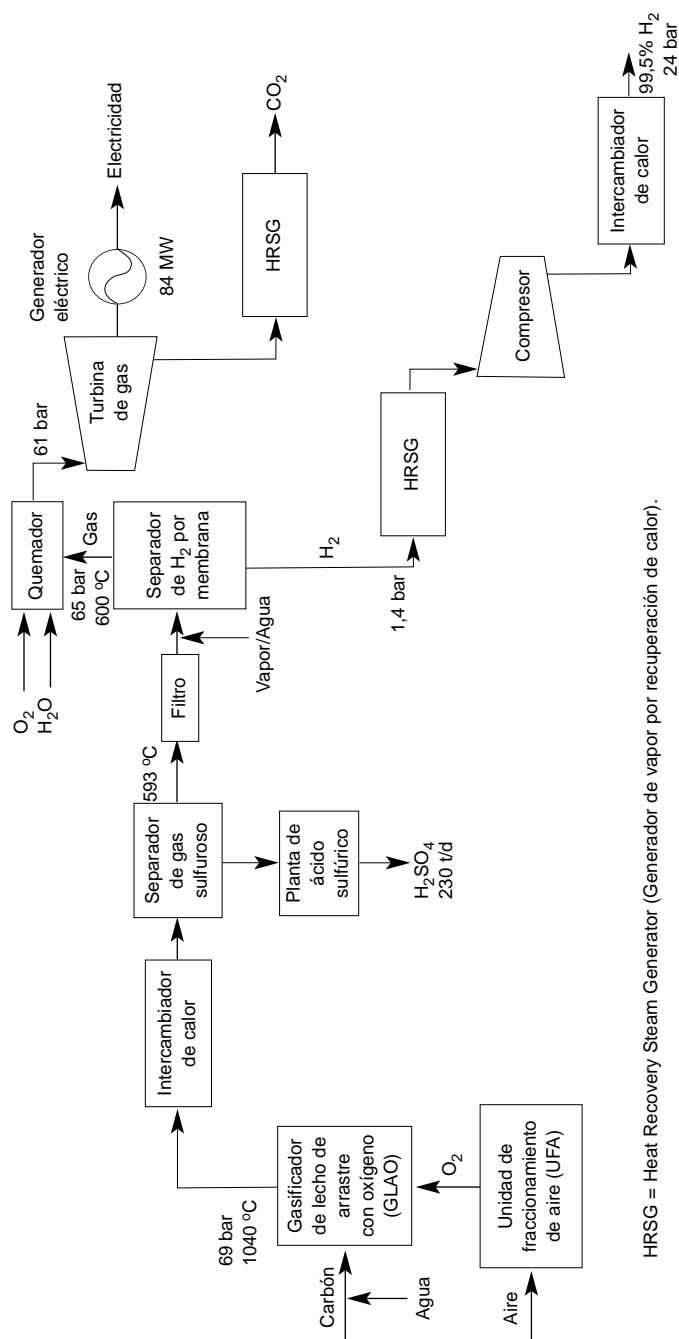 Carbón
Agua
Aire
Unidad de
fraccionamiento
de aire (UFA)
O2
Gasificador
de lecho de
arrastre
con oxígeno
(GLAO)
69 bar
1040 ºC
Intercambiador
de calor
Separador
de gas
sulfuroso
Planta de
ácido
sulfúrico
H2SO4
230 t/d
593 ºC
Filtro
Vapor/Agua
Separador
de H2 por
membrana
65 bar
600 ºC
Gas
O2
H2O
Quemador
61 bar
Turbina
de gas
Generador
eléctrico
84 MW
Electricidad
HRSG
CO2
H2
1,4 bar
HRSG
Compresor
Intercambiador
de calor
99,5% H2
24 bar
HRSG = Heat Recovery Steam Generator (Generador de vapor por recuperación de calor).